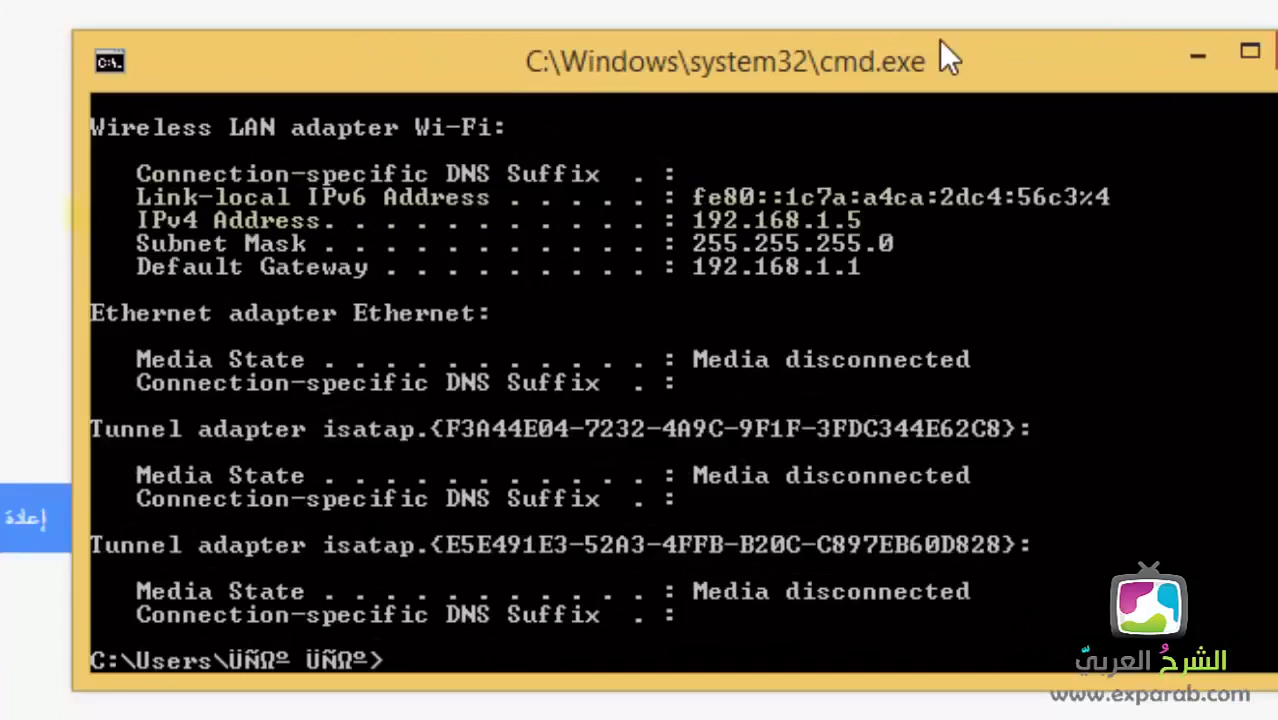 C:\Windows\system32\cmd.exe
Wireless LAN adapter Wi-Fi:
Connection-specific DNS Suffix . :
Link-local IPv6 Address . . . . . : fe80::1c7a:a4ca:2dc4:56c3%4
IPv4 Address. . . . . . . . . . . : 192.168.1.5
Subnet Mask . . . . . . . . . . . : 255.255.255.0
Default Gateway . . . . . . . . . : 192.168.1.1
Ethernet adapter Ethernet:
Media State . . . . . . . . . . . : Media disconnected
Connection-specific DNS Suffix . :
Tunnel adapter isatap.{F3A44E04-7232-4A9C-9F1F-3FDC344E62C8}:
Media State . . . . . . . . . . . : Media disconnected
Connection-specific DNS Suffix . :
إعادة
Tunnel adapter isatap.{E5E491E3-52A3-4FFB-B20C-C897EB60D828}:
Media State . . . . . . . . . . . : Media disconnected
Connection-specific DNS Suffix . :
C:\Users\ÜÑΩº ÜÑΩº>
الشرحُ العربيّ
www.exparab.com